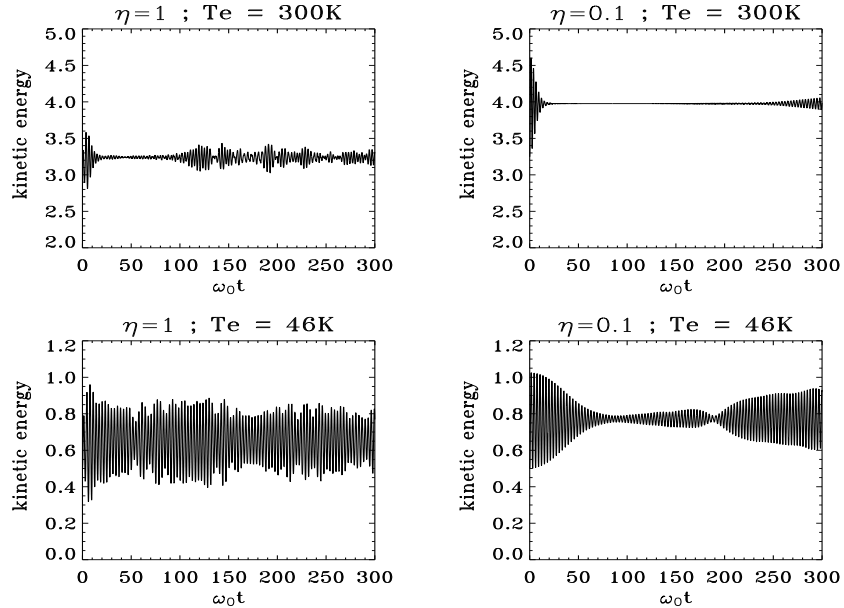 η=1 ; Te = 300K
5.0
4.5
4.0
3.5
3.0
2.5
2.0
kinetic energy
0 50 100 150 200 250 300
ω₀t
η=0.1 ; Te = 300K
5.0
4.5
4.0
3.5
3.0
2.5
2.0
kinetic energy
0 50 100 150 200 250 300
ω₀t
η=1 ; Te = 46K
1.2
1.0
0.8
0.6
0.4
0.2
0.0
kinetic energy
0 50 100 150 200 250 300
ω₀t
η=0.1 ; Te = 46K
1.2
1.0
0.8
0.6
0.4
0.2
0.0
kinetic energy
0 50 100 150 200 250 300
ω₀t